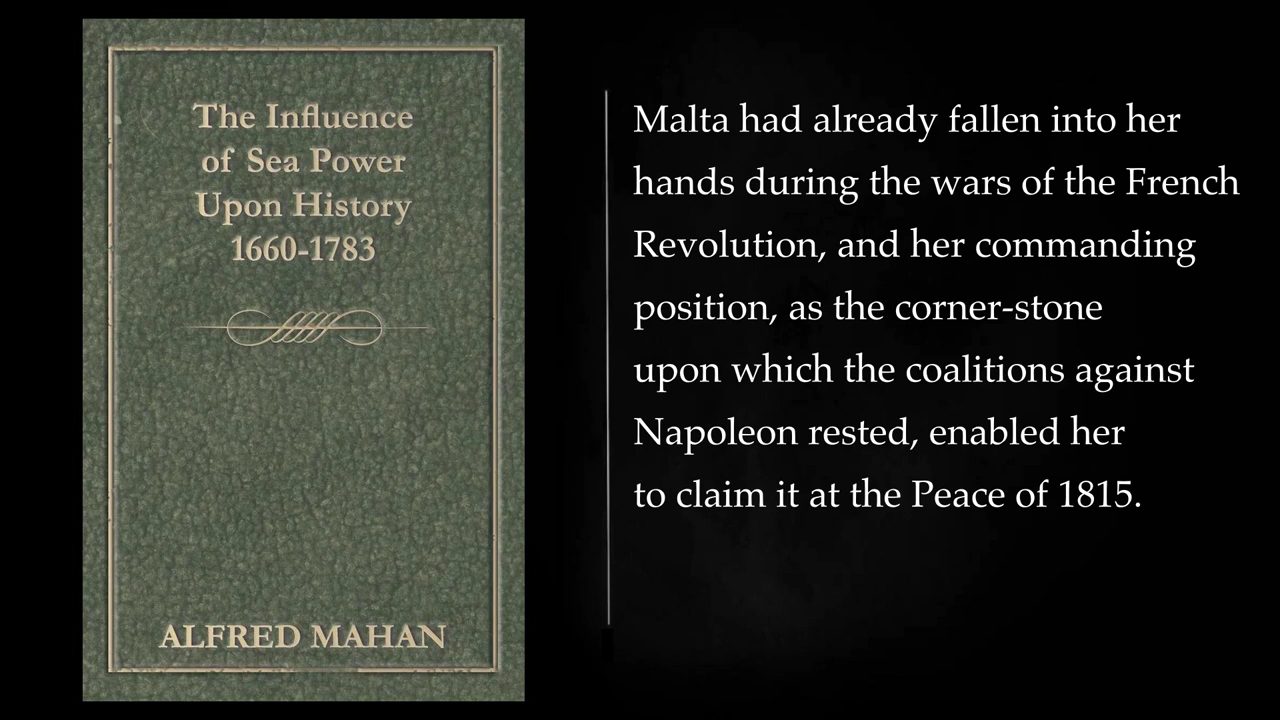 The Influence
of Sea Power
Upon History
1660-1783
ALFRED MAHAN
Malta had already fallen into her
hands during the wars of the French
Revolution, and her commanding
position, as the corner-stone
upon which the coalitions against
Napoleon rested, enabled her
to claim it at the Peace of 1815.